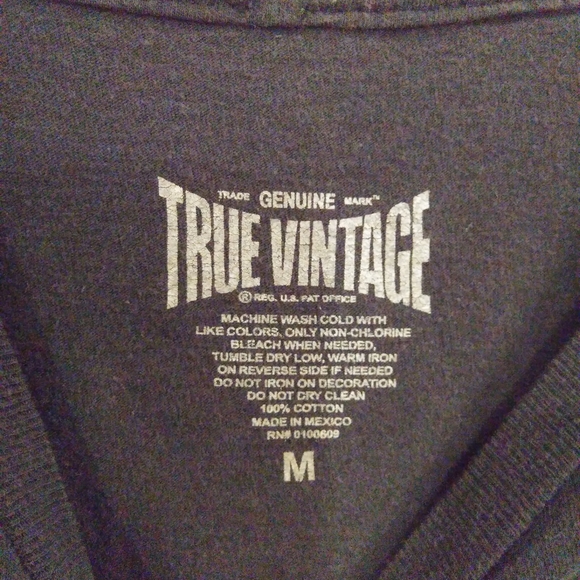 TRADE GENUINE MARK™
TRUE VINTAGE
® REG. U.S. PAT OFFICE
MACHINE WASH COLD WITH
LIKE COLORS, ONLY NON-CHLORINE
BLEACH WHEN NEEDED,
TUMBLE DRY LOW, WARM IRON
ON REVERSE SIDE IF NEEDED
DO NOT IRON ON DECORATION
DO NOT DRY CLEAN
100% COTTON
MADE IN MEXICO
RN# 0100609
M